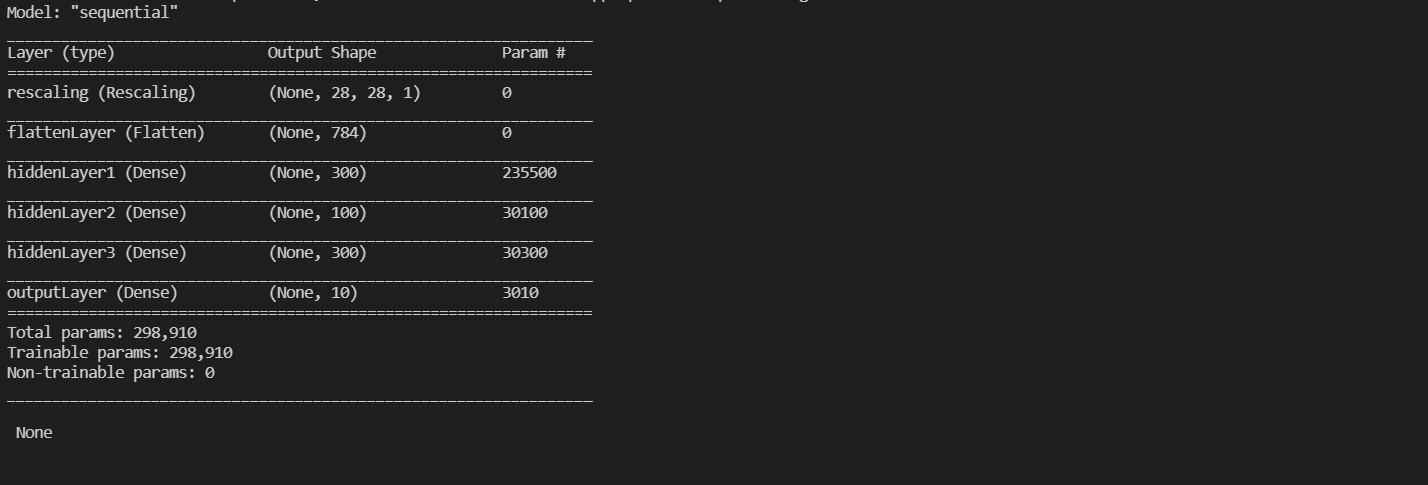 Model: "sequential"
_________________________________________________________________
Layer (type)                 Output Shape              Param #
=================================================================
rescaling (Rescaling)        (None, 28, 28, 1)         0
_________________________________________________________________
flattenLayer (Flatten)       (None, 784)               0
_________________________________________________________________
hiddenLayer1 (Dense)         (None, 300)               235500
_________________________________________________________________
hiddenLayer2 (Dense)         (None, 100)               30100
_________________________________________________________________
hiddenLayer3 (Dense)         (None, 300)               30300
_________________________________________________________________
outputLayer (Dense)          (None, 10)                3010
=================================================================
Total params: 298,910
Trainable params: 298,910
Non-trainable params: 0
_________________________________________________________________
None